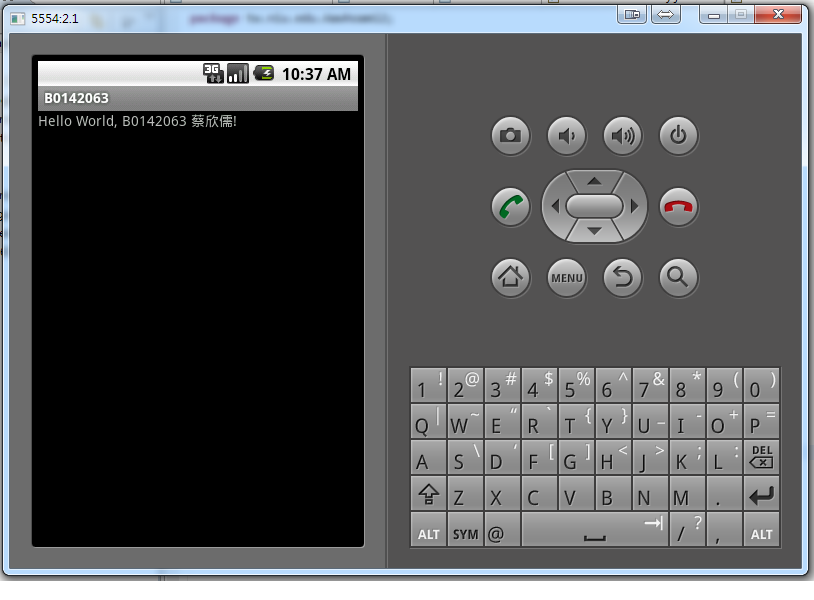 5554:2.1
3G 10:37 AM
B0142063
Hello World, B0142063 蔡欣儒!
MENU
1 ! 2 @ 3 # 4 $ 5 % 6 ^ 7 & 8 * 9 ( 0 )
Q | W ~ E “ R ` T { Y } U _ I - O + P =
A S \ D ‘ F [ G ] H < J > K ; L : DEL
Z X C V B N M .
ALT SYM @ / ? , ALT